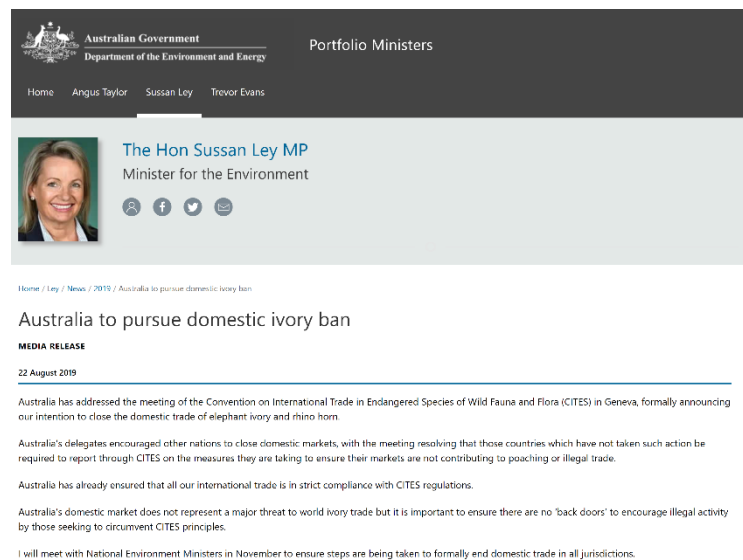 Australian Government
Department of the Environment and Energy
Portfolio Ministers
Home Angus Taylor Sussan Ley Trevor Evans
The Hon Sussan Ley MP
Minister for the Environment
Home / Ley / News / 2019 / Australia to pursue domestic ivory ban
Australia to pursue domestic ivory ban
MEDIA RELEASE
22 August 2019
Australia has addressed the meeting of the Convention on International Trade in Endangered Species of Wild Fauna and Flora (CITES) in Geneva, formally announcing
our intention to close the domestic trade of elephant ivory and rhino horn.
Australia's delegates encouraged other nations to close domestic markets, with the meeting resolving that those countries which have not taken such action be
required to report through CITES on the measures they are taking to ensure their markets are not contributing to poaching or illegal trade.
Australia has already ensured that all our international trade is in strict compliance with CITES regulations.
Australia's domestic market does not represent a major threat to world ivory trade but it is important to ensure there are no 'back doors' to encourage illegal activity
by those seeking to circumvent CITES principles.
I will meet with National Environment Ministers in November to ensure steps are being taken to formally end domestic trade in all jurisdictions.